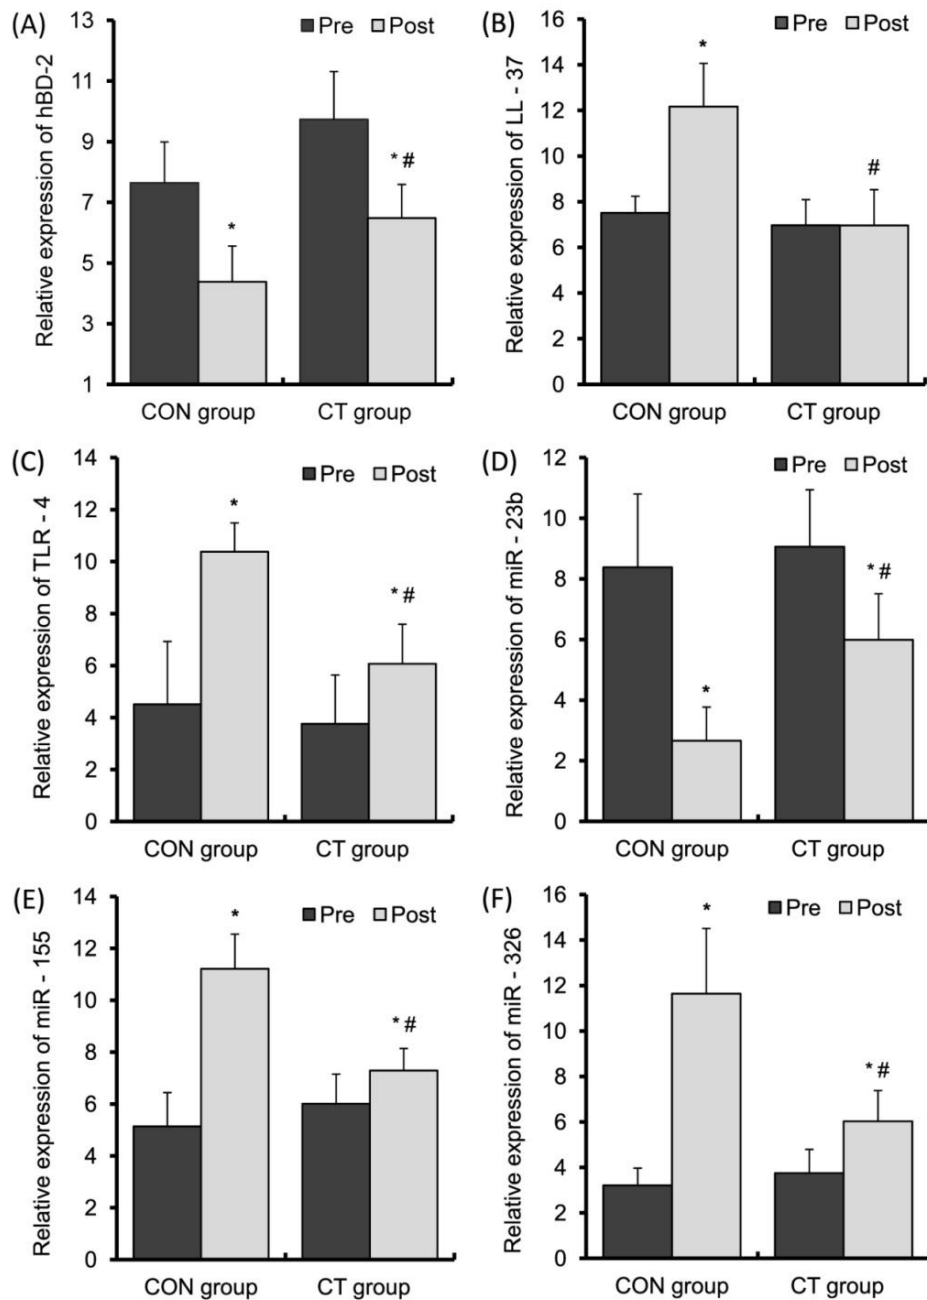 (A)
Relative expression of hBD-2
13
11
9
7
5
3
1
Pre Post
*
* #
CON group CT group
(B)
Relative expression of LL - 37
16
14
12
10
8
6
4
2
0
Pre Post
*
#
CON group CT group
(C)
Relative expression of TLR - 4
14
12
10
8
6
4
2
0
Pre Post
*
* #
CON group CT group
(D)
Relative expression of miR - 23b
12
10
8
6
4
2
0
Pre Post
*
* #
CON group CT group
(E)
Relative expression of miR - 155
14
12
10
8
6
4
2
0
Pre Post
*
* #
CON group CT group
(F)
Relative expression of miR - 326
16
14
12
10
8
6
4
2
0
Pre Post
*
* #
CON group CT group